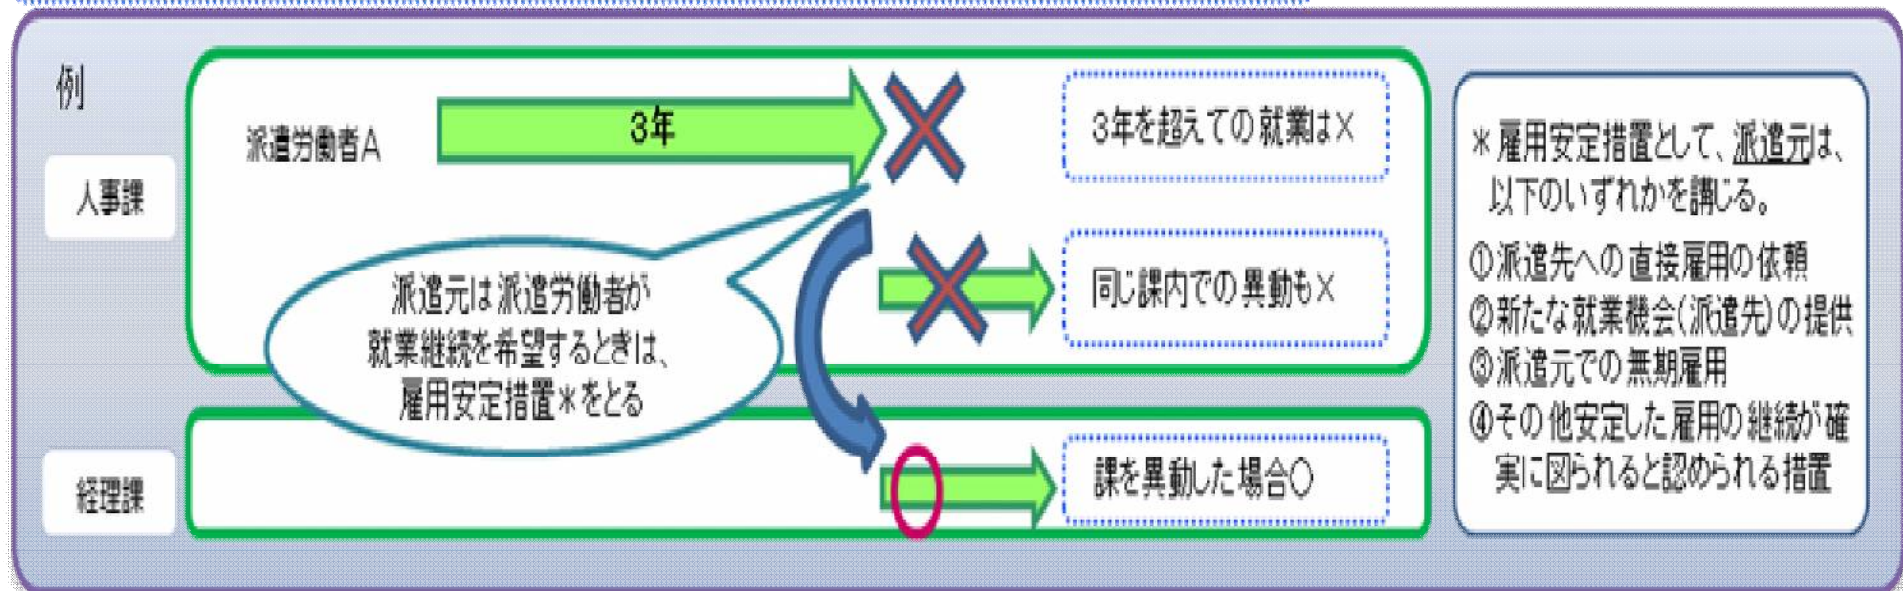 例
人事課
派遣労働者A
3年
3年を超えての就業は×
同じ課内での異動も×
派遣元は派遣労働者が
就業継続を希望するときは、
雇用安定措置＊をとる
経理課
課を異動した場合○
＊雇用安定措置として、派遣元は、
以下のいずれかを講じる。
①派遣先への直接雇用の依頼
②新たな就業機会(派遣先)の提供
③派遣元での無期雇用
④その他安定した雇用の継続が確
実に図られると認められる措置